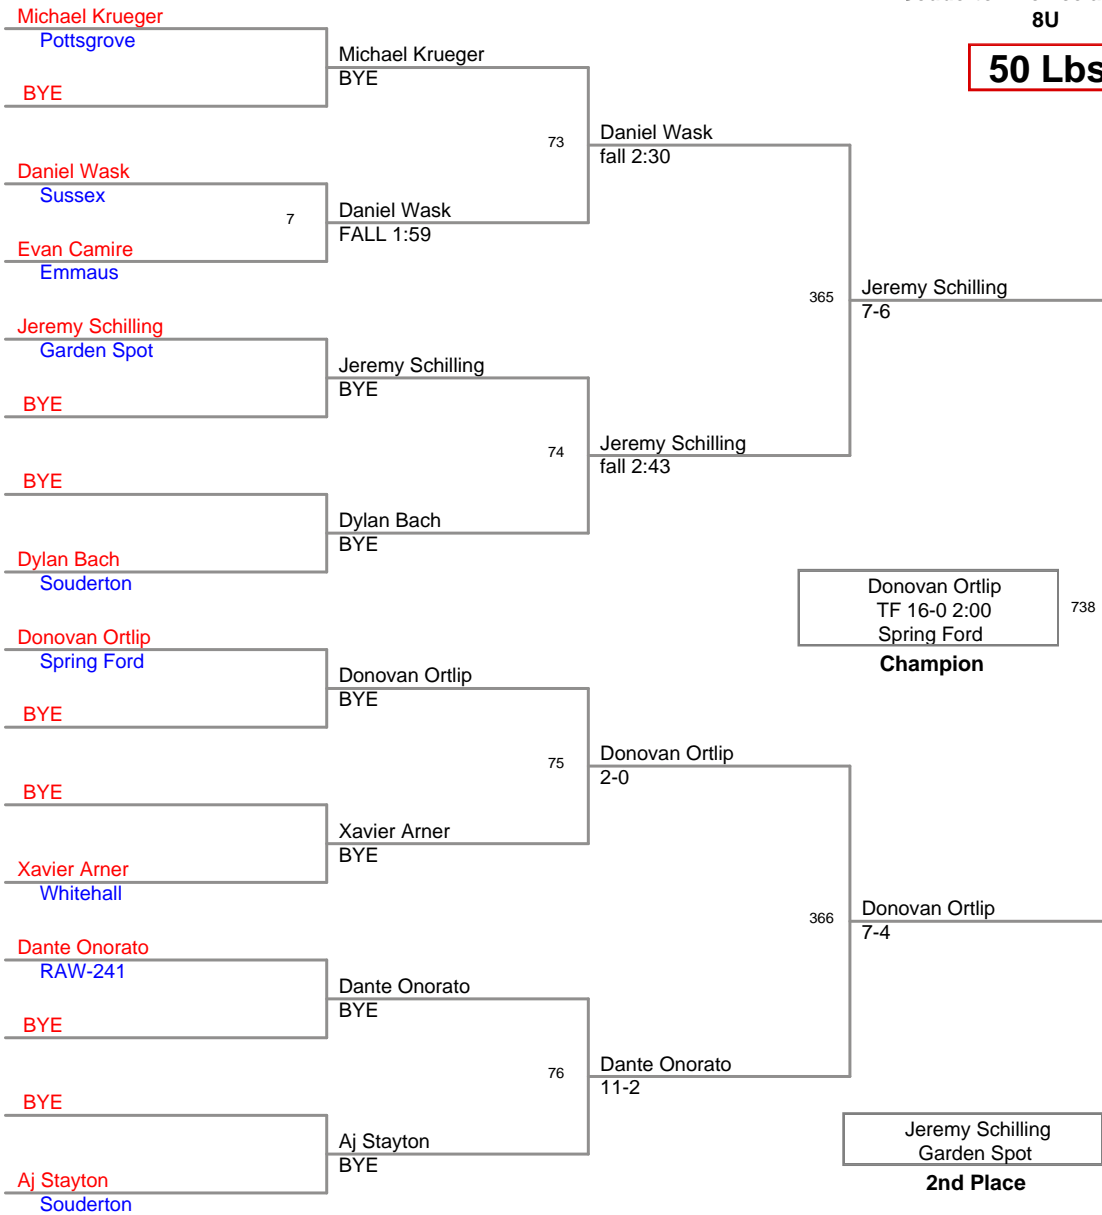 8U
50 Lbs
Michael Krueger
Pottsgrove
BYE
Daniel Wask
Sussex
7
Evan Camire
Emmaus
Jeremy Schilling
Garden Spot
BYE
BYE
Dylan Bach
Souderton
Donovan Ortlip
Spring Ford
BYE
BYE
Xavier Arner
Whitehall
Dante Onorato
RAW-241
BYE
BYE
Aj Stayton
Souderton
Michael Krueger
BYE
73
Daniel Wask
FALL 1:59
Jeremy Schilling
BYE
74
Dylan Bach
BYE
Donovan Ortlip
BYE
75
Xavier Arner
BYE
Dante Onorato
BYE
76
Aj Stayton
BYE
Daniel Wask
fall 2:30
365
Jeremy Schilling
fall 2:43
Donovan Ortlip
2-0
366
Dante Onorato
11-2
Jeremy Schilling
7-6
Donovan Ortlip
7-4
Donovan Ortlip
TF 16-0 2:00
Spring Ford
738
Champion
Jeremy Schilling
Garden Spot
2nd Place